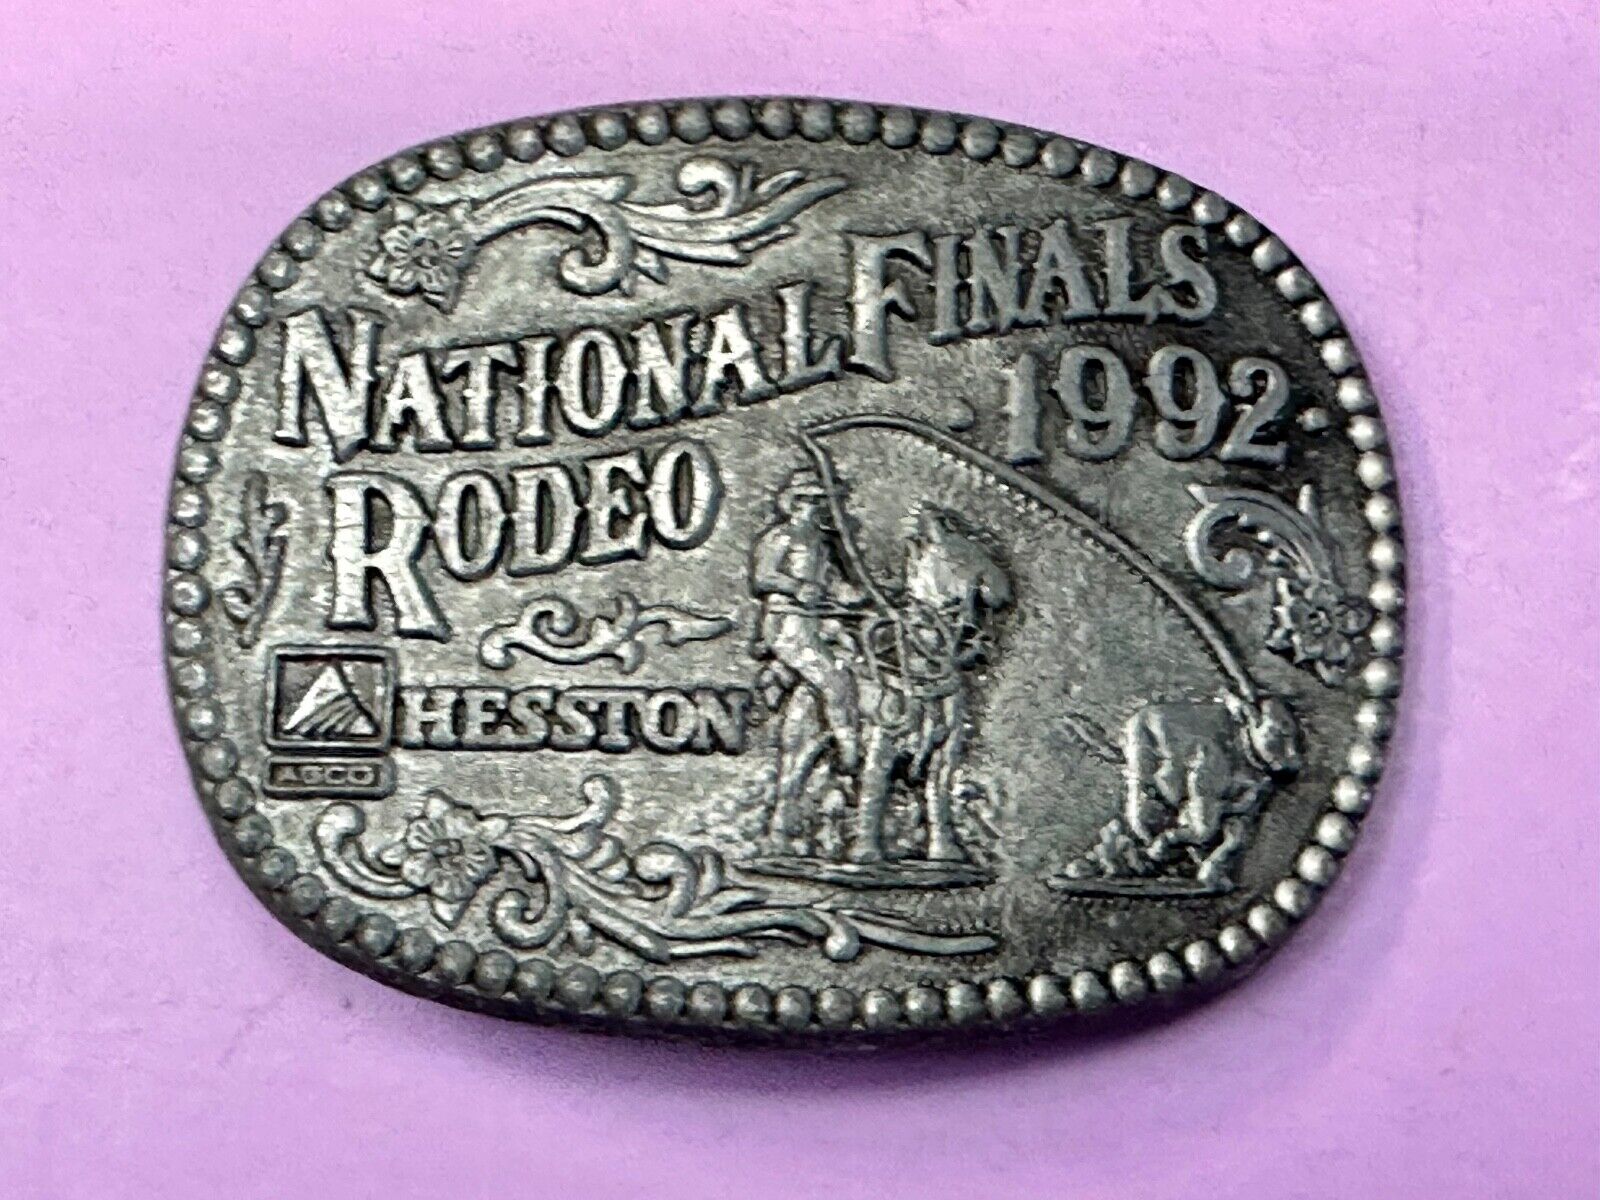 NATIONAL FINALS
1992
RODEO
HESSTON
AGCO